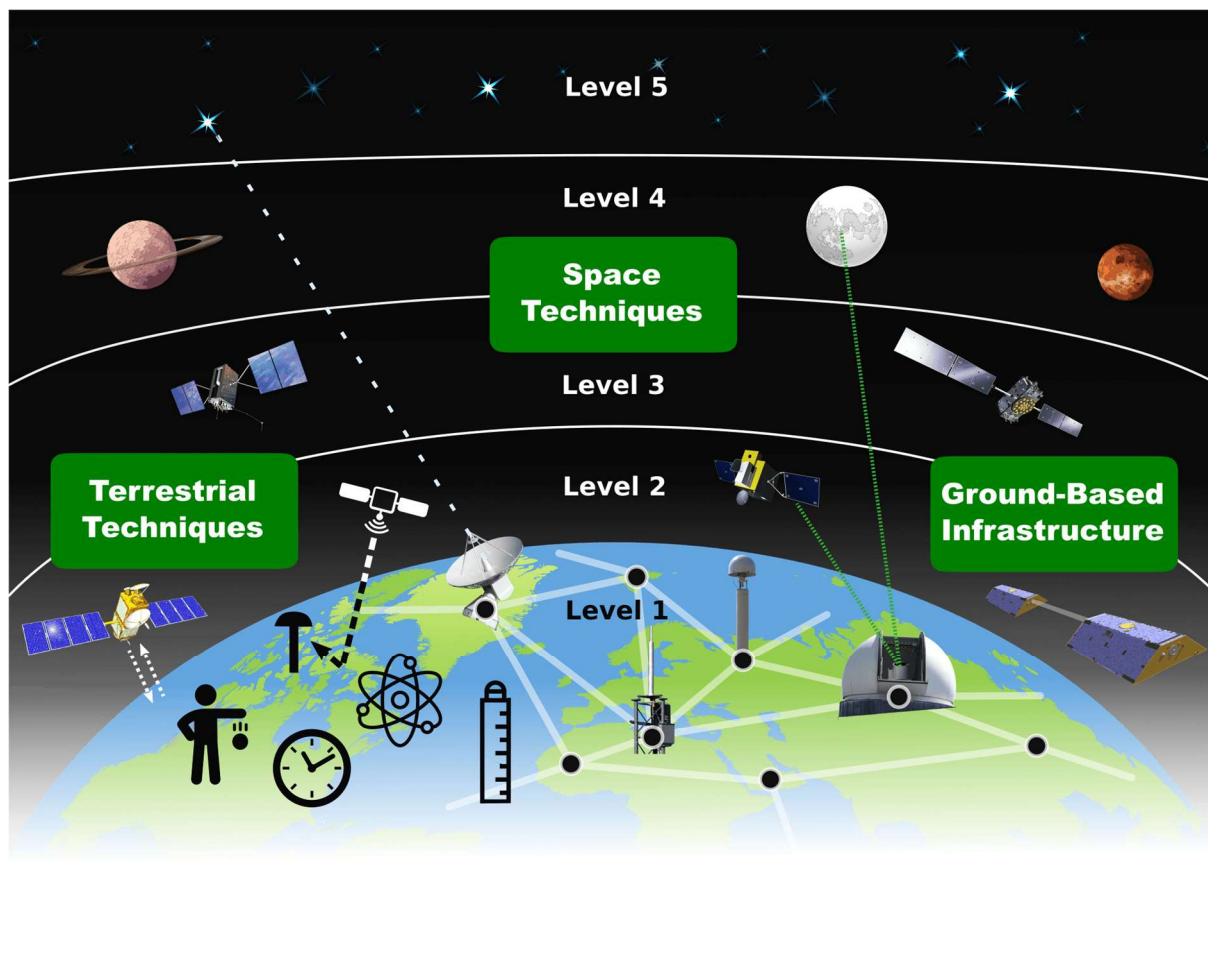 Level 5
Level 4
Space
Techniques
Level 3
Level 2
Terrestrial
Techniques
Ground-Based
Infrastructure
Level 1